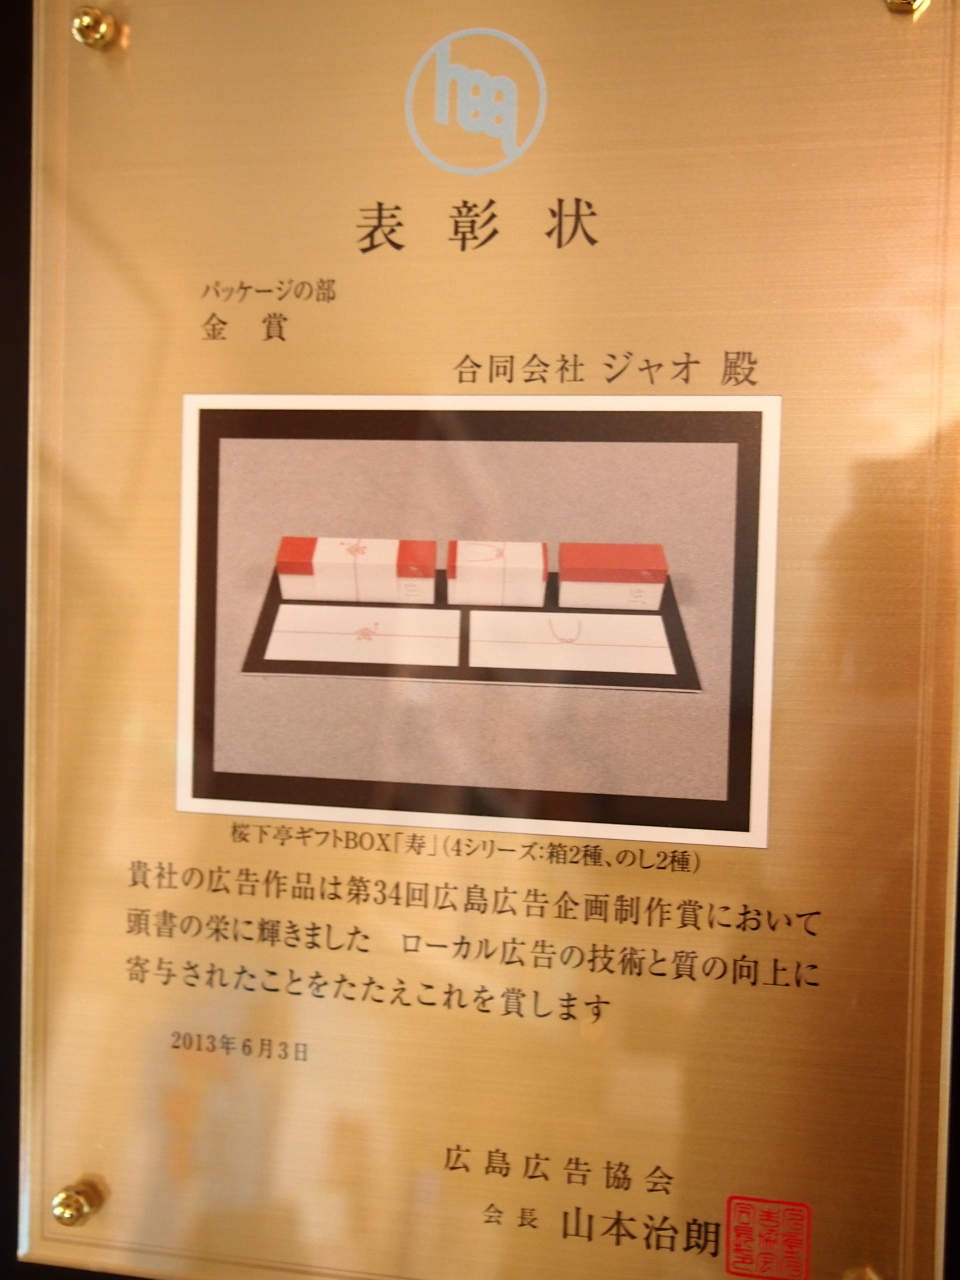 表彰状
パッケージの部
金賞
合同会社 ジャオ 殿
桜下亭ギフトBOX「寿」(4シリーズ:箱2種、のし2種)
貴社の広告作品は第34回広島広告企画制作賞において
頭書の栄に輝きました　ローカル広告の技術と質の向上に
寄与されたことをたたえこれを賞します
2013年6月3日
広島広告協会
会長 山本治朗